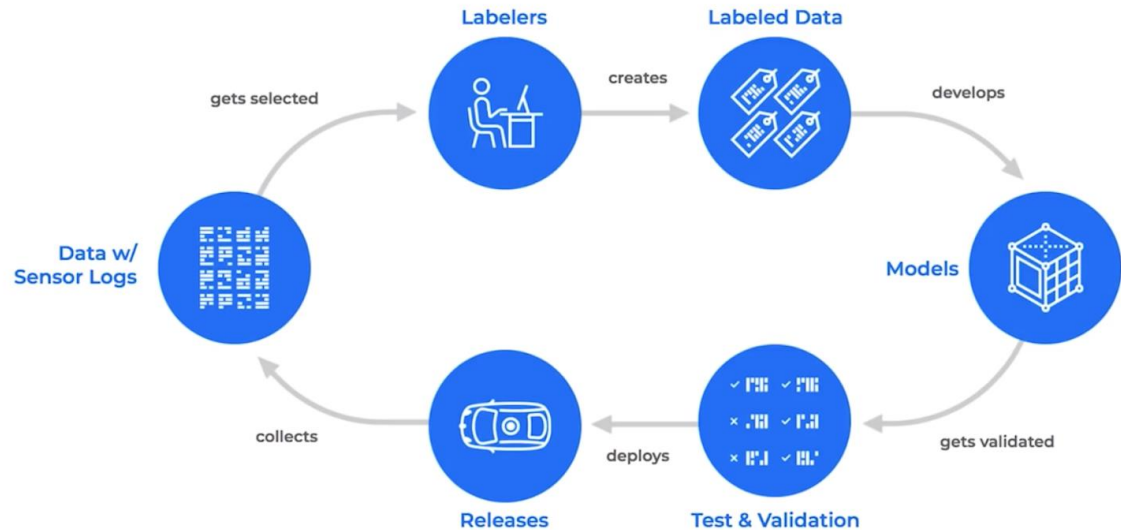 Labelers
Labeled Data
creates
gets selected
develops
Data w/
Sensor Logs
Models
collects
deploys
gets validated
Releases
Test & Validation